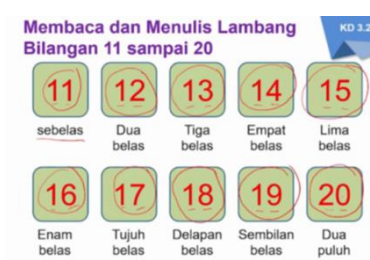 Membaca dan Menulis Lambang
Bilangan 11 sampai 20
KD 3.2
11 12 13 14 15
sebelas Dua Tiga Empat Lima
belas belas belas belas
16 17 18 19 20
Enam Tujuh Delapan Sembilan Dua
belas belas belas belas puluh